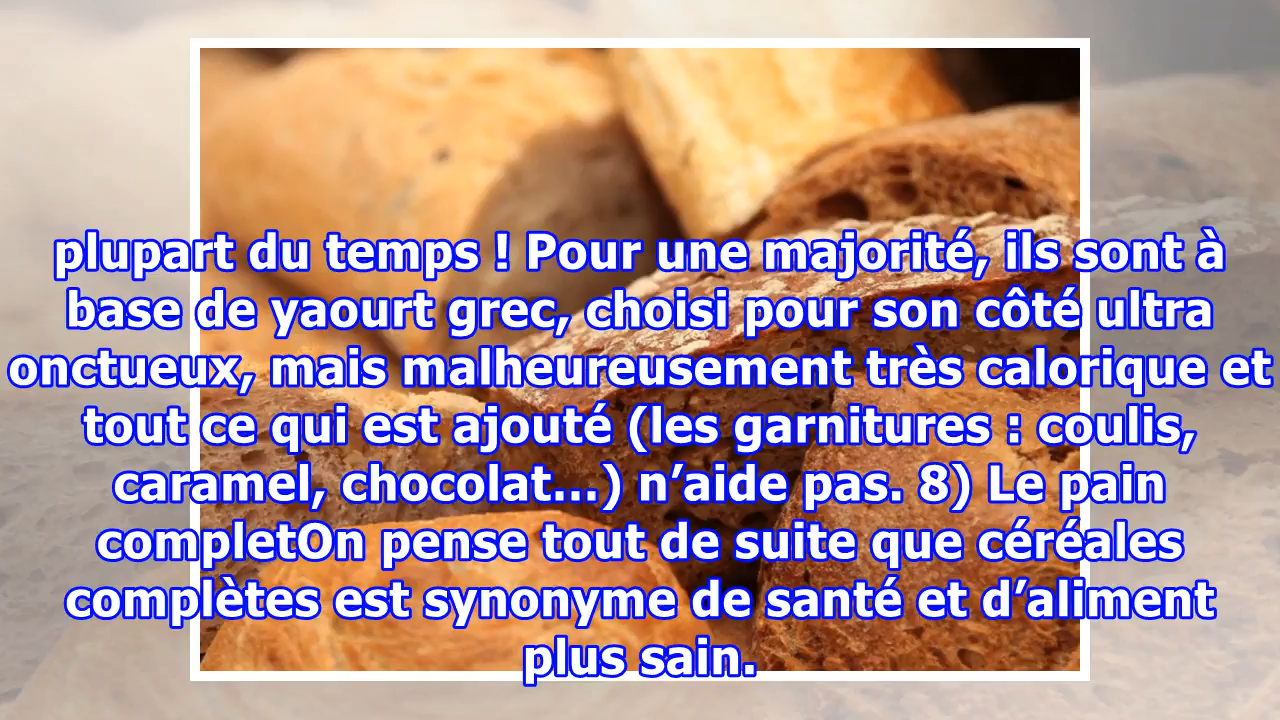 plupart du temps ! Pour une majorité, ils sont à
base de yaourt grec, choisi pour son côté ultra
onctueux, mais malheureusement très calorique et
tout ce qui est ajouté (les garnitures : coulis,
caramel, chocolat…) n’aide pas. 8) Le pain
completOn pense tout de suite que céréales
complètes est synonyme de santé et d’aliment
plus sain.